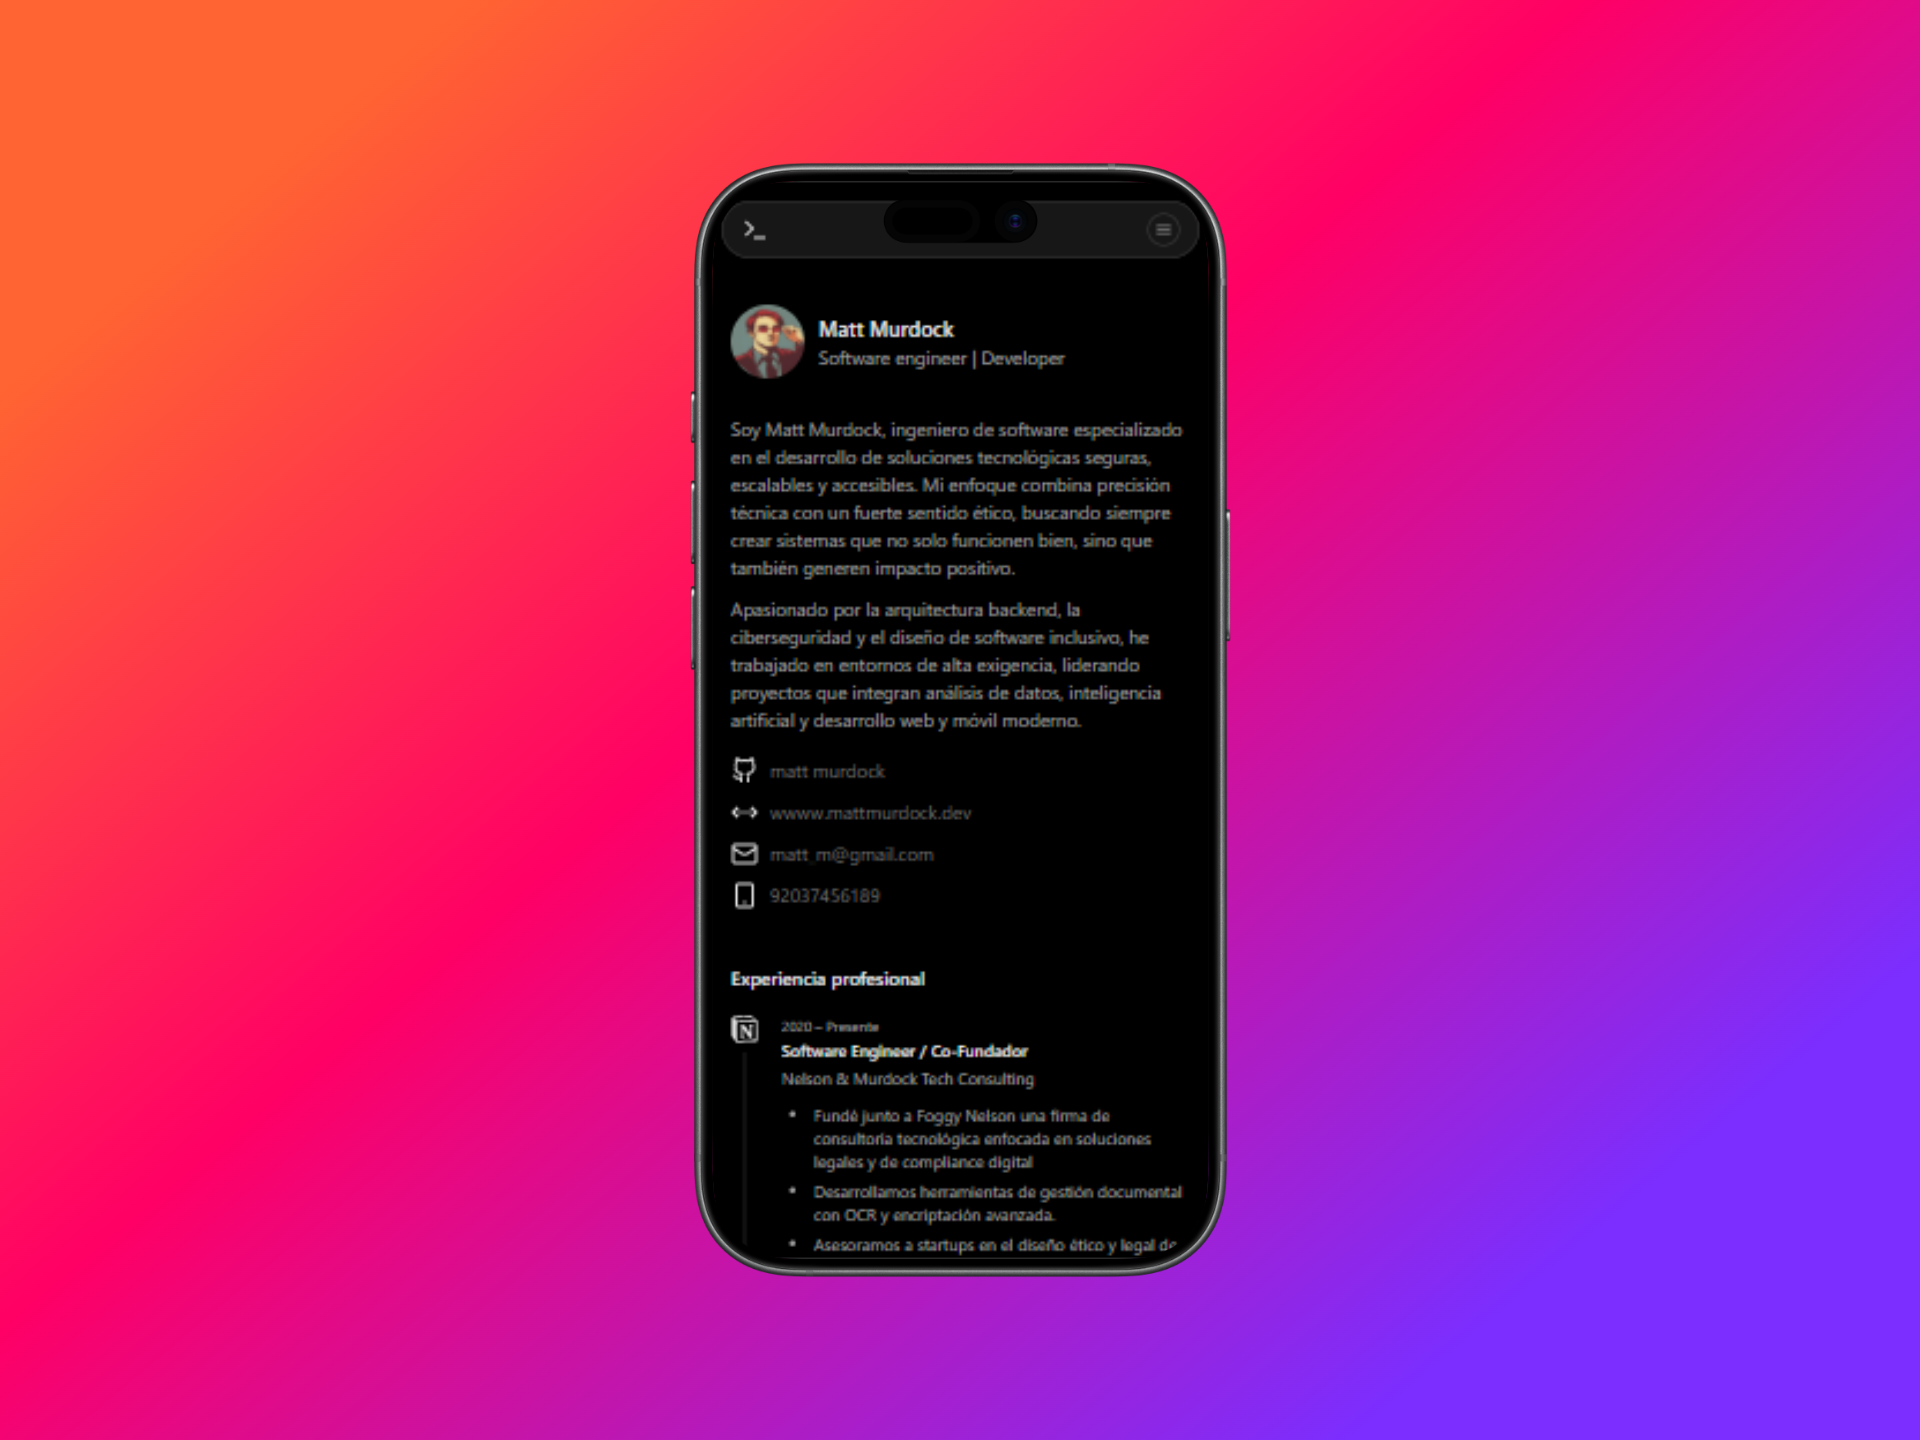 Matt Murdock
Software engineer | Developer
Soy Matt Murdock, ingeniero de software especializado
en el desarrollo de soluciones tecnológicas seguras,
escalables y accesibles. Mi enfoque combina precisión
técnica con un fuerte sentido ético, buscando siempre
crear sistemas que no solo funcionen bien, sino que
también generen impacto positivo.
Apasionado por la arquitectura backend, la
ciberseguridad y el diseño de software inclusivo, he
trabajado en entornos de alta exigencia, liderando
proyectos que integran análisis de datos, inteligencia
artificial y desarrollo web y móvil moderno.
matt murdock
wwww.mattmurdock.dev
matt_m@gmail.com
92037456189
Experiencia profesional
N
2020 – Presente
Software Engineer / Co-Fundador
Nelson & Murdock Tech Consulting
• Fundé junto a Foggy Nelson una firma de
consultoría tecnológica enfocada en soluciones
legales y de compliance digital
• Desarrollamos herramientas de gestión documental
con OCR y encriptación avanzada.
• Asesoramos a startups en el diseño ético y legal de